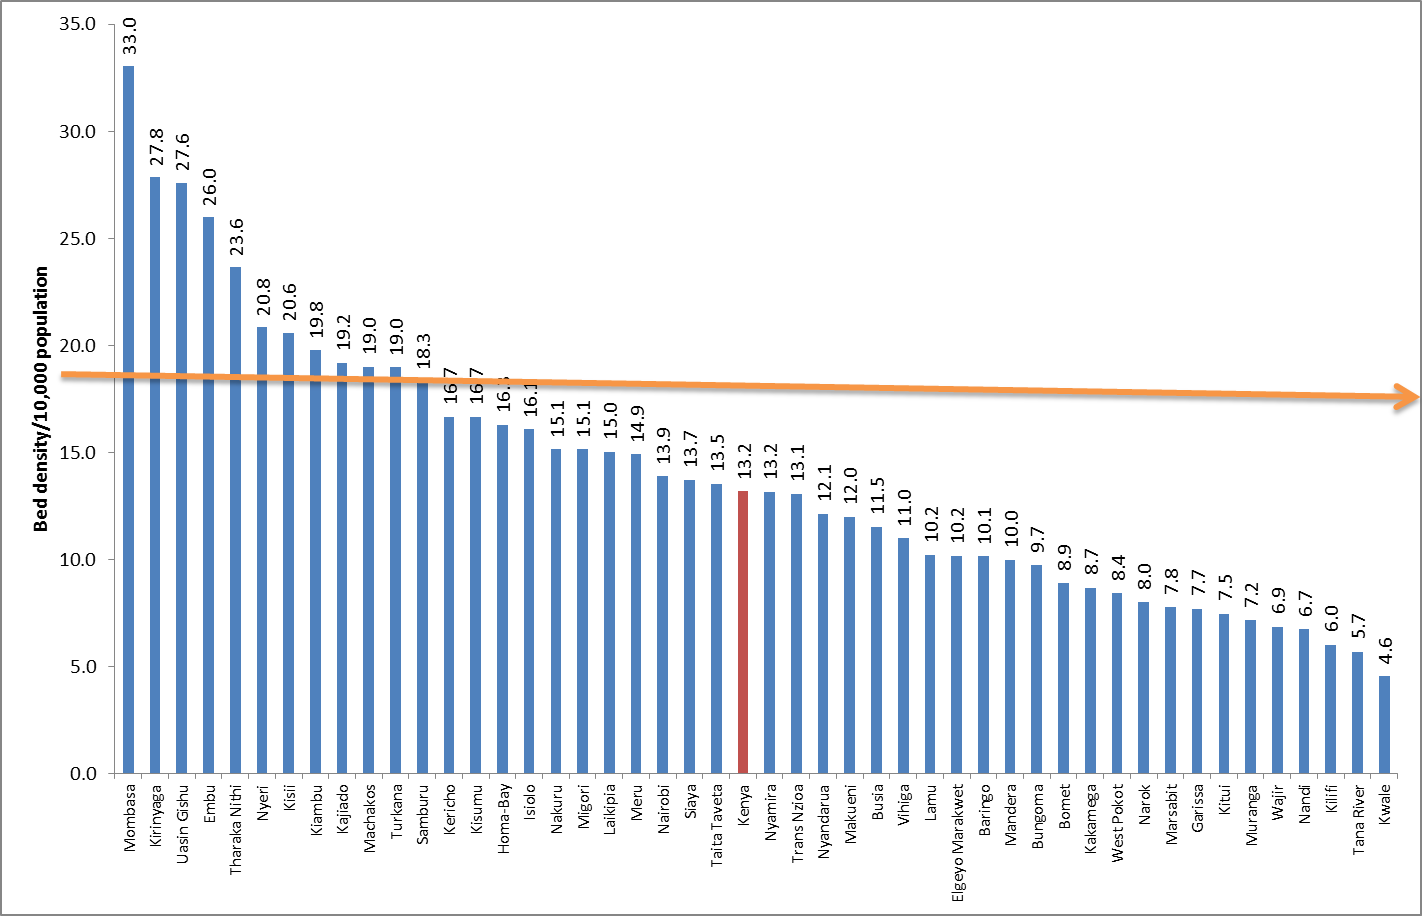 35.0
30.0
25.0
20.0
15.0
10.0
5.0
0.0
Bed density/10,000 population
33.0
27.8
27.6
26.0
23.6
20.8
20.6
19.8
19.2
19.0
19.0
18.3
16.7
16.7
16.1
15.1
15.1
15.0
14.9
13.9
13.7
13.5
13.2
13.2
13.1
12.1
12.0
11.5
11.0
10.2
10.2
10.1
10.0
9.7
8.9
8.7
8.4
8.0
7.8
7.7
7.5
7.2
6.9
6.7
6.0
5.7
4.6
Mombasa
Kirinyaga
Uasin Gishu
Embu
Tharaka Nithi
Nyeri
Kisii
Kiambu
Kajiado
Machakos
Turkana
Samburu
Kericho
Kisumu
Homa-Bay
Isiolo
Nakuru
Migori
Laikipia
Meru
Nairobi
Siaya
Taita Taveta
Kenya
Nyamira
Trans Nzioa
Nyandarua
Makueni
Busia
Vihiga
Lamu
Elgeyo Marakwet
Baringo
Mandera
Bungoma
Bomet
Kakamega
West Pokot
Narok
Marsabit
Garissa
Kitui
Muranga
Wajir
Nandi
Kilifi
Tana River
Kwale